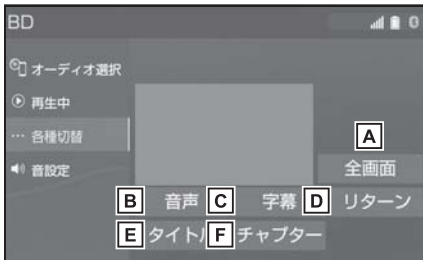 BD
オーディオ選択
再生中
… 各種切替
音設定
A
全画面
B 音声 C 字幕 D リターン
E タイトル F チャプター